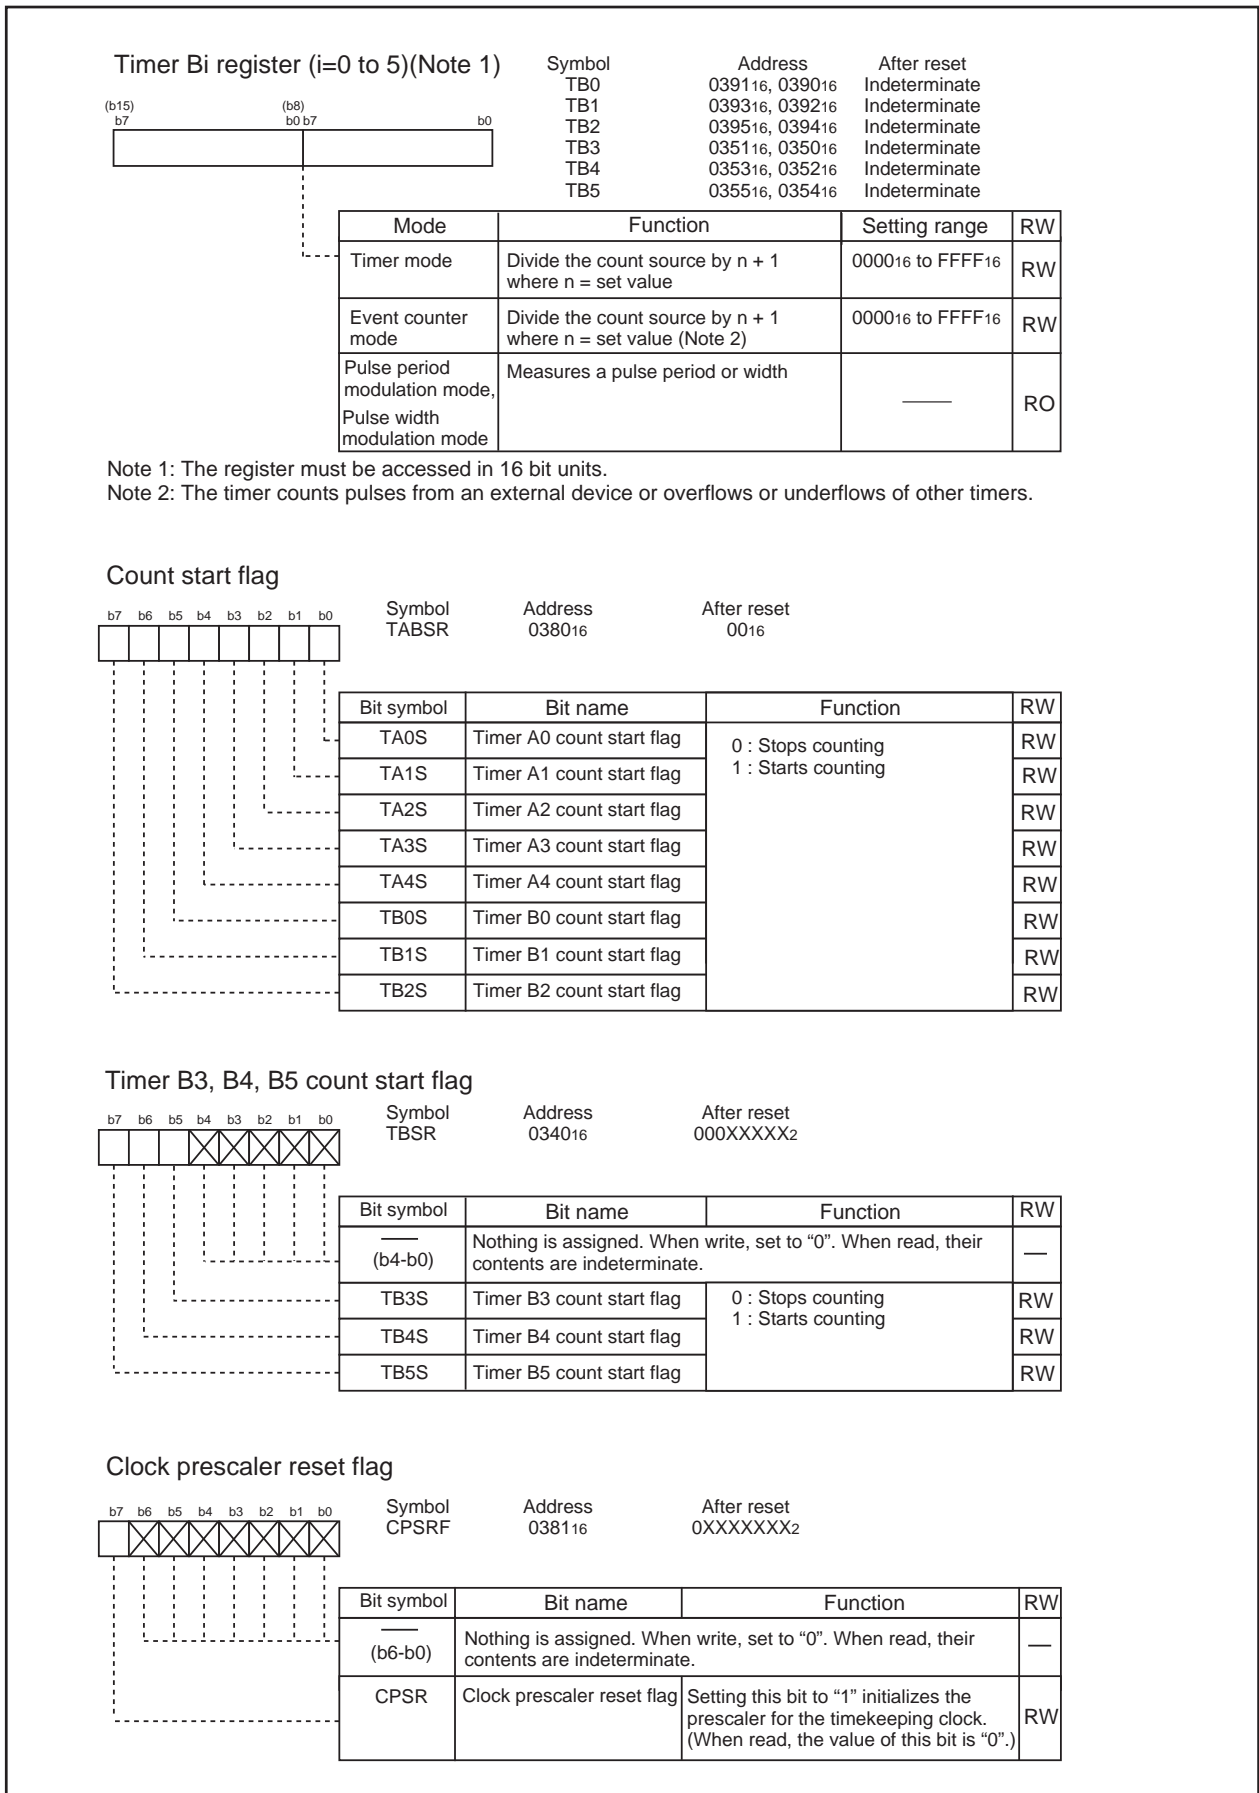 Timer Bi register (i=0 to 5)(Note 1)
Symbol Address After reset
TB0 039116, 039016 Indeterminate
TB1 039316, 039216 Indeterminate
TB2 039516, 039416 Indeterminate
TB3 035116, 035016 Indeterminate
TB4 035316, 035216 Indeterminate
TB5 035516, 035416 Indeterminate
(b15) (b8)
b7 b0 b7 b0
Mode Function Setting range RW
Timer mode Divide the count source by n + 1 000016 to FFFF16 RW
where n = set value
Event counter Divide the count source by n + 1 000016 to FFFF16 RW
mode where n = set value (Note 2)
Pulse period Measures a pulse period or width
modulation mode,
—— RO
Pulse width
modulation mode
Note 1: The register must be accessed in 16 bit units.
Note 2: The timer counts pulses from an external device or overflows or underflows of other timers.
Count start flag
Symbol Address After reset
TABSR 038016 0016
b7 b6 b5 b4 b3 b2 b1 b0
Bit symbol Bit name Function RW
TA0S Timer A0 count start flag 0 : Stops counting RW
TA1S Timer A1 count start flag 1 : Starts counting RW
TA2S Timer A2 count start flag RW
TA3S Timer A3 count start flag RW
TA4S Timer A4 count start flag RW
TB0S Timer B0 count start flag RW
TB1S Timer B1 count start flag RW
TB2S Timer B2 count start flag RW
Timer B3, B4, B5 count start flag
Symbol Address After reset
TBSR 034016 000XXXXX2
b7 b6 b5 b4 b3 b2 b1 b0
Bit symbol Bit name Function RW
—— Nothing is assigned. When write, set to “0”. When read, their —
(b4-b0) contents are indeterminate.
TB3S Timer B3 count start flag 0 : Stops counting RW
1 : Starts counting
TB4S Timer B4 count start flag RW
TB5S Timer B5 count start flag RW
Clock prescaler reset flag
Symbol Address After reset
CPSRF 038116 0XXXXXXX2
b7 b6 b5 b4 b3 b2 b1 b0
Bit symbol Bit name Function RW
—— Nothing is assigned. When write, set to “0”. When read, their —
(b6-b0) contents are indeterminate.
CPSR Clock prescaler reset flag Setting this bit to “1” initializes the
prescaler for the timekeeping clock. RW
(When read, the value of this bit is “0”.)